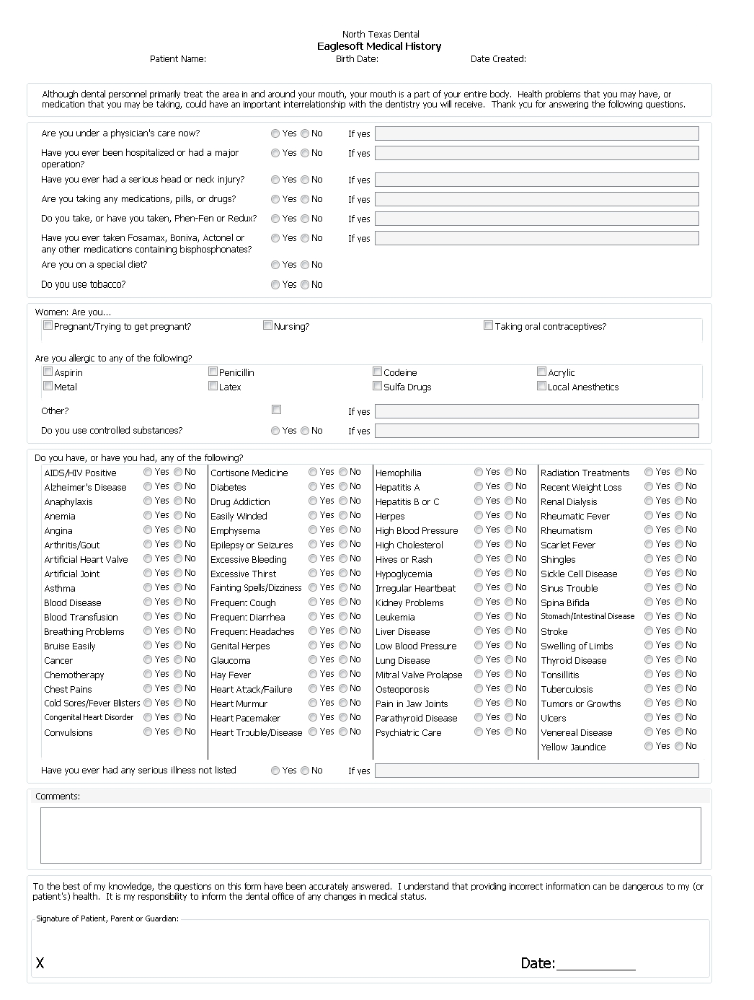 North Texas Dental
Eaglesoft Medical History
Patient Name: Birth Date: Date Created:
Although dental personnel primarily treat the area in and around your mouth, your mouth is a part of your entire body. Health problems that you may have, or
medication that you may be taking, could have an important interrelationship with the dentistry you will receive. Thank you for answering the following questions.
Are you under a physician's care now? Yes No If yes
Have you ever been hospitalized or had a major
operation? Yes No If yes
Have you ever had a serious head or neck injury? Yes No If yes
Are you taking any medications, pills, or drugs? Yes No If yes
Do you take, or have you taken, Phen-Fen or Redux? Yes No If yes
Have you ever taken Fosamax, Boniva, Actonel or
any other medications containing bisphosphonates? Yes No If yes
Are you on a special diet? Yes No
Do you use tobacco? Yes No
Women: Are you...
Pregnant/Trying to get pregnant? Nursing? Taking oral contraceptives?
Are you allergic to any of the following?
Aspirin Penicillin Codeine Acrylic
Metal Latex Sulfa Drugs Local Anesthetics
Other? If yes
Do you use controlled substances? Yes No If yes
Do you have, or have you had, any of the following?
AIDS/HIV Positive Yes No Cortisone Medicine Yes No Hemophilia Yes No Radiation Treatments Yes No
Alzheimer's Disease Yes No Diabetes Yes No Hepatitis A Yes No Recent Weight Loss Yes No
Anaphylaxis Yes No Drug Addiction Yes No Hepatitis B or C Yes No Renal Dialysis Yes No
Anemia Yes No Easily Winded Yes No Herpes Yes No Rheumatic Fever Yes No
Angina Yes No Emphysema Yes No High Blood Pressure Yes No Rheumatism Yes No
Arthritis/Gout Yes No Epilepsy or Seizures Yes No High Cholesterol Yes No Scarlet Fever Yes No
Artificial Heart Valve Yes No Excessive Bleeding Yes No Hives or Rash Yes No Shingles Yes No
Artificial Joint Yes No Excessive Thirst Yes No Hypoglycemia Yes No Sickle Cell Disease Yes No
Asthma Yes No Fainting Spells/Dizziness Yes No Irregular Heartbeat Yes No Sinus Trouble Yes No
Blood Disease Yes No Frequent Cough Yes No Kidney Problems Yes No Spina Bifida Yes No
Blood Transfusion Yes No Frequent Diarrhea Yes No Leukemia Yes No Stomach/Intestinal Disease Yes No
Breathing Problems Yes No Frequent Headaches Yes No Liver Disease Yes No Stroke Yes No
Bruise Easily Yes No Genital Herpes Yes No Low Blood Pressure Yes No Swelling of Limbs Yes No
Cancer Yes No Glaucoma Yes No Lung Disease Yes No Thyroid Disease Yes No
Chemotherapy Yes No Hay Fever Yes No Mitral Valve Prolapse Yes No Tonsillitis Yes No
Chest Pains Yes No Heart Attack/Failure Yes No Osteoporosis Yes No Tuberculosis Yes No
Cold Sores/Fever Blisters Yes No Heart Murmur Yes No Pain in Jaw Joints Yes No Tumors or Growths Yes No
Congenital Heart Disorder Yes No Heart Pacemaker Yes No Parathyroid Disease Yes No Ulcers Yes No
Convulsions Yes No Heart Trouble/Disease Yes No Psychiatric Care Yes No Venereal Disease Yes No
Yellow Jaundice Yes No
Have you ever had any serious illness not listed Yes No If yes
Comments:
To the best of my knowledge, the questions on this form have been accurately answered. I understand that providing incorrect information can be dangerous to my (or
patient's) health. It is my responsibility to inform the dental office of any changes in medical status.
Signature of Patient, Parent or Guardian:
X Date:___________